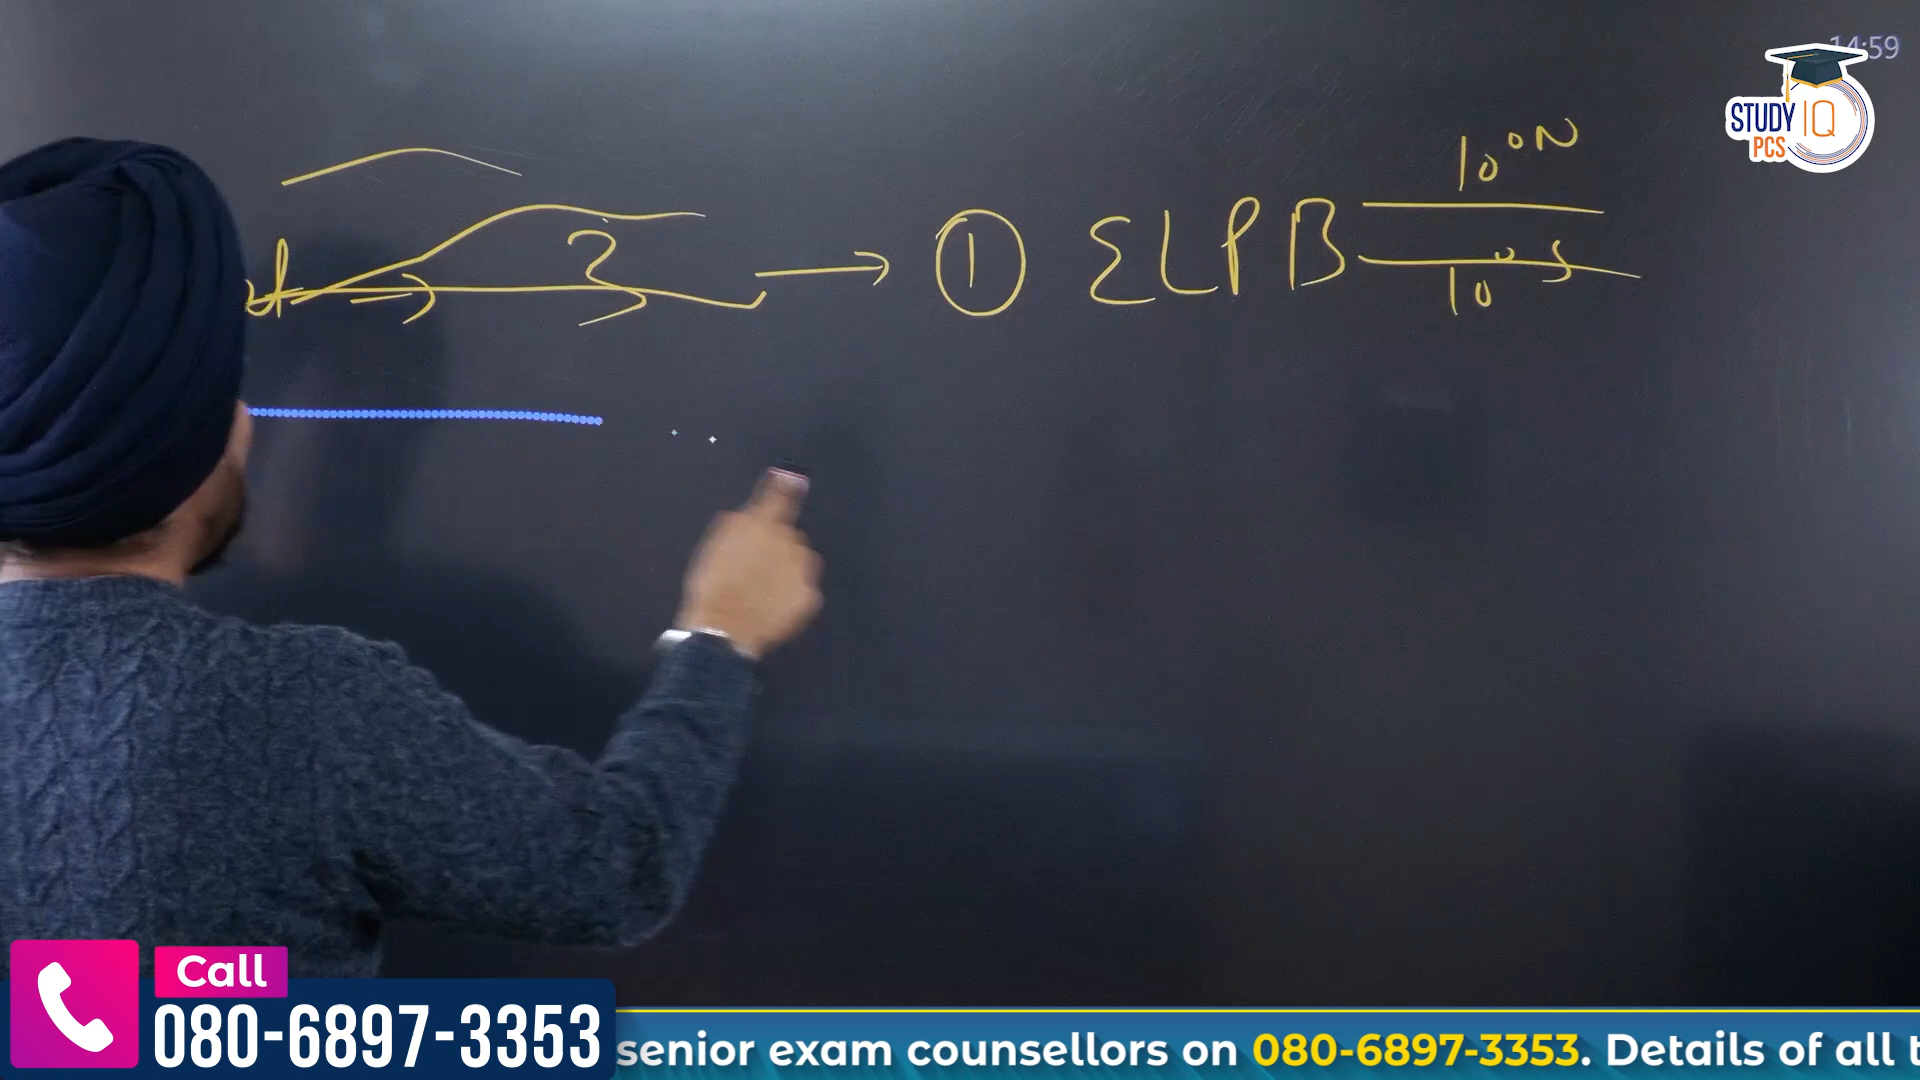 14:59
STUDY IQ
PCS
10°N
2 → 1 ELPB
10°S
Call
080-6897-3353
senior exam counsellors on 080-6897-3353. Details of all